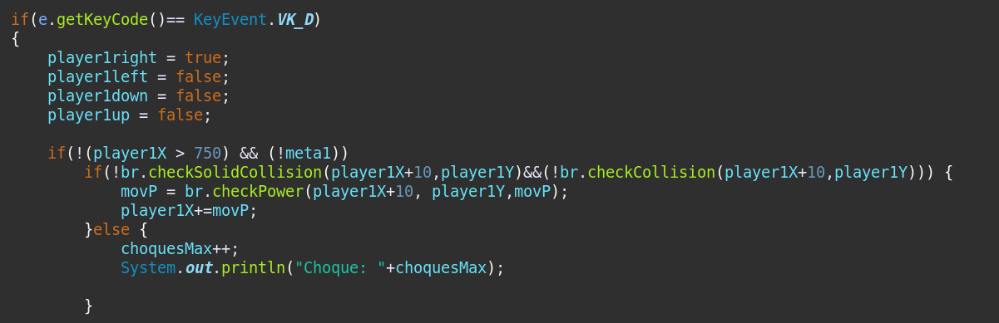 if(e.getKeyCode()== KeyEvent.VK_D)
{
    player1right = true;
    player1left = false;
    player1down = false;
    player1up = false;

    if(!(player1X > 750) && (!meta1))
        if(!br.checkSolidCollision(player1X+10,player1Y)&&(!br.checkCollision(player1X+10,player1Y))) {
            movP = br.checkPower(player1X+10, player1Y,movP);
            player1X+=movP;
        }else {
            choquesMax++;
            System.out.println("Choque: "+choquesMax);

        }